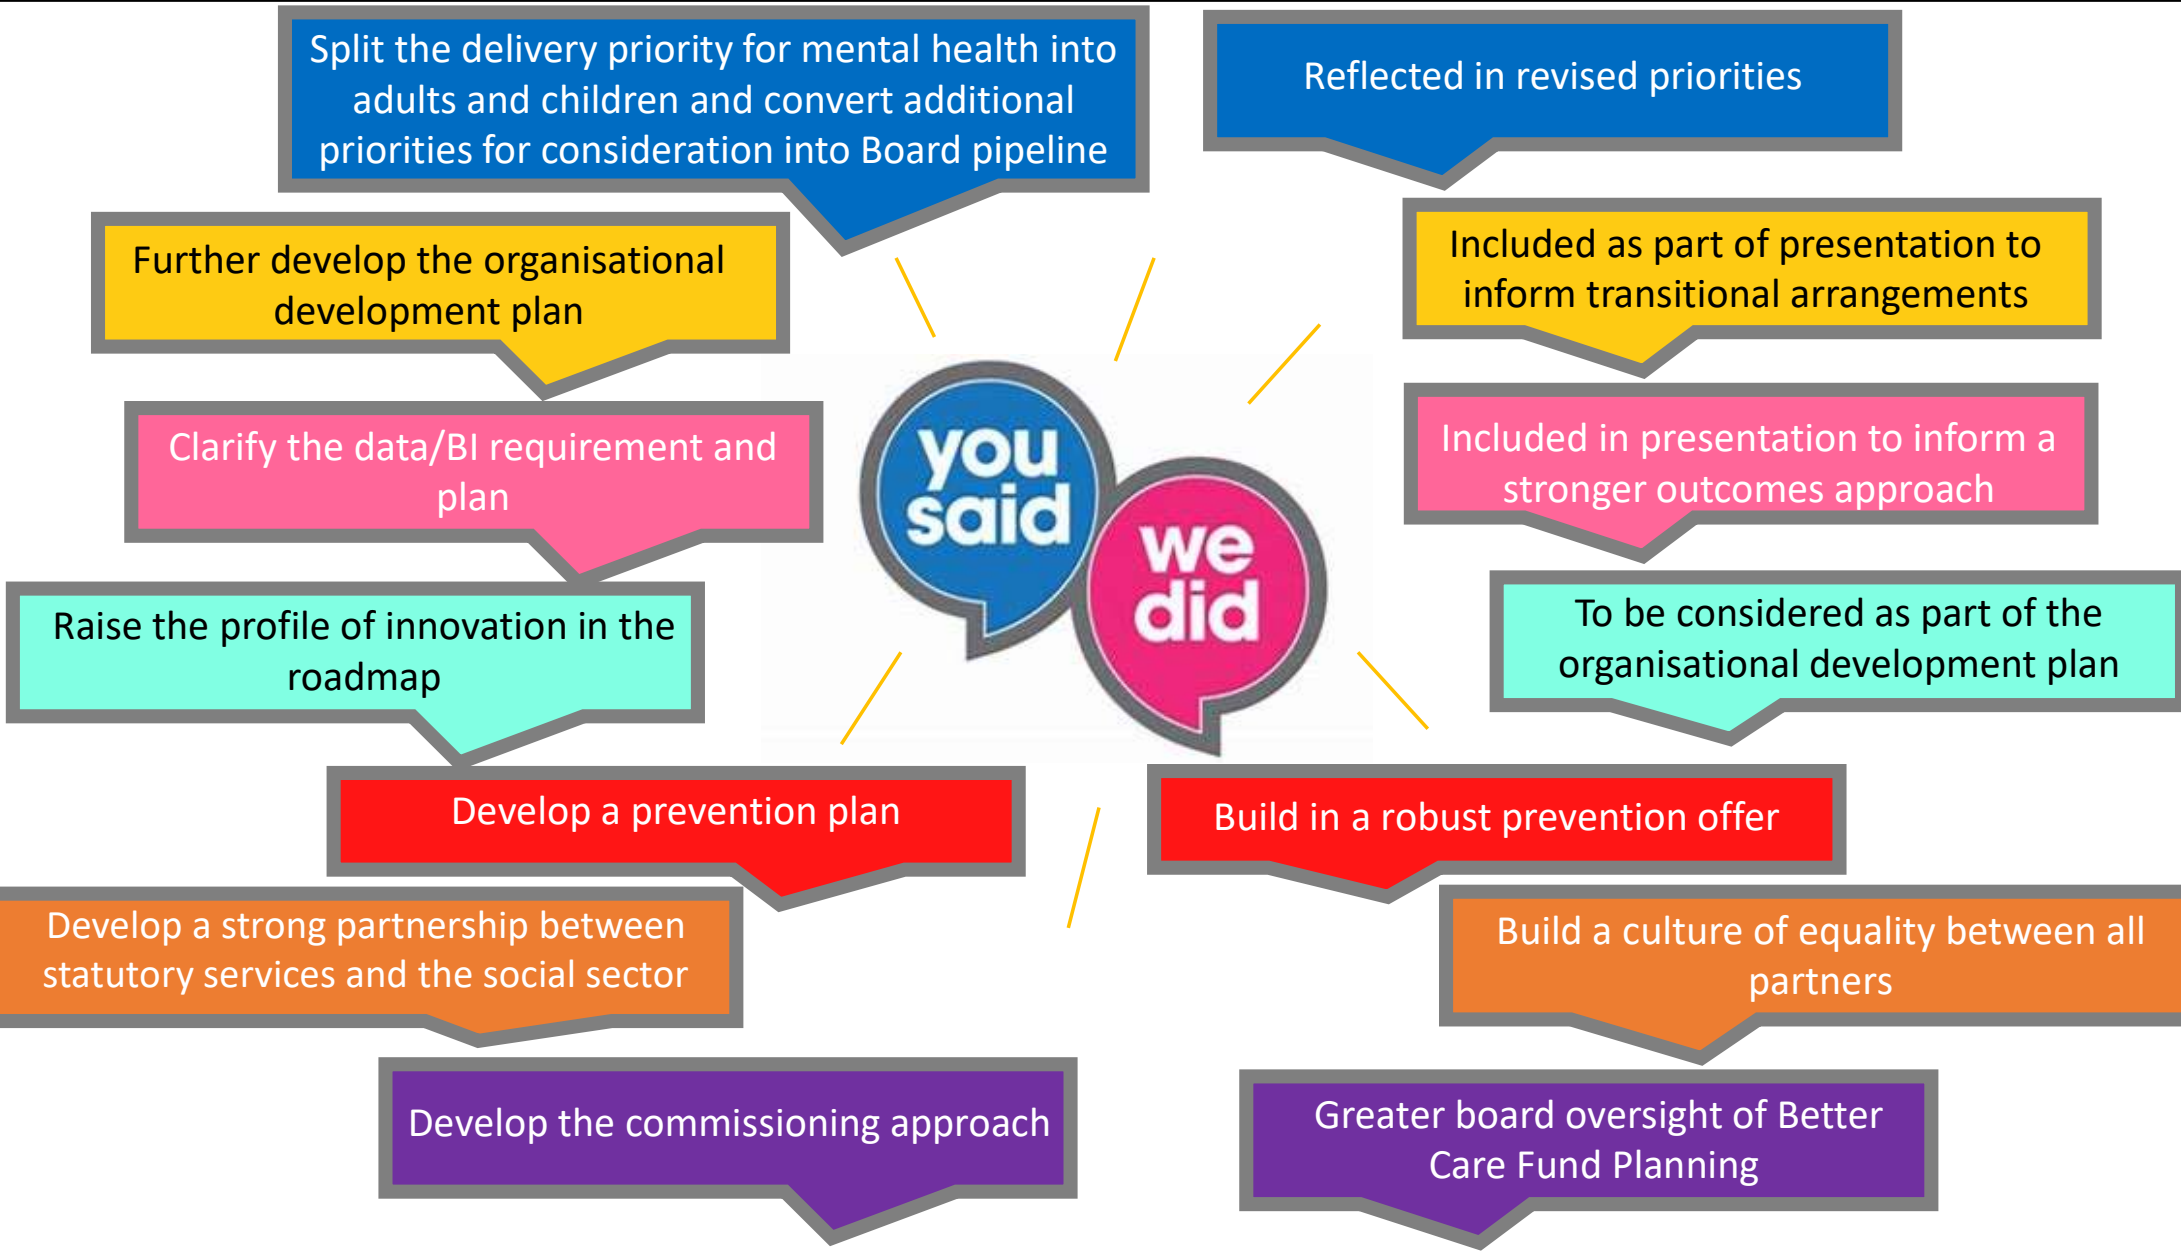 Split the delivery priority for mental health into
adults and children and convert additional
priorities for consideration into Board pipeline
Reflected in revised priorities
Further develop the organisational
development plan
Included as part of presentation to
inform transitional arrangements
Clarify the data/BI requirement and
plan
Included in presentation to inform a
stronger outcomes approach
you
said
we
did
Raise the profile of innovation in the
roadmap
To be considered as part of the
organisational development plan
Develop a prevention plan
Build in a robust prevention offer
Develop a strong partnership between
statutory services and the social sector
Build a culture of equality between all
partners
Develop the commissioning approach
Greater board oversight of Better
Care Fund Planning